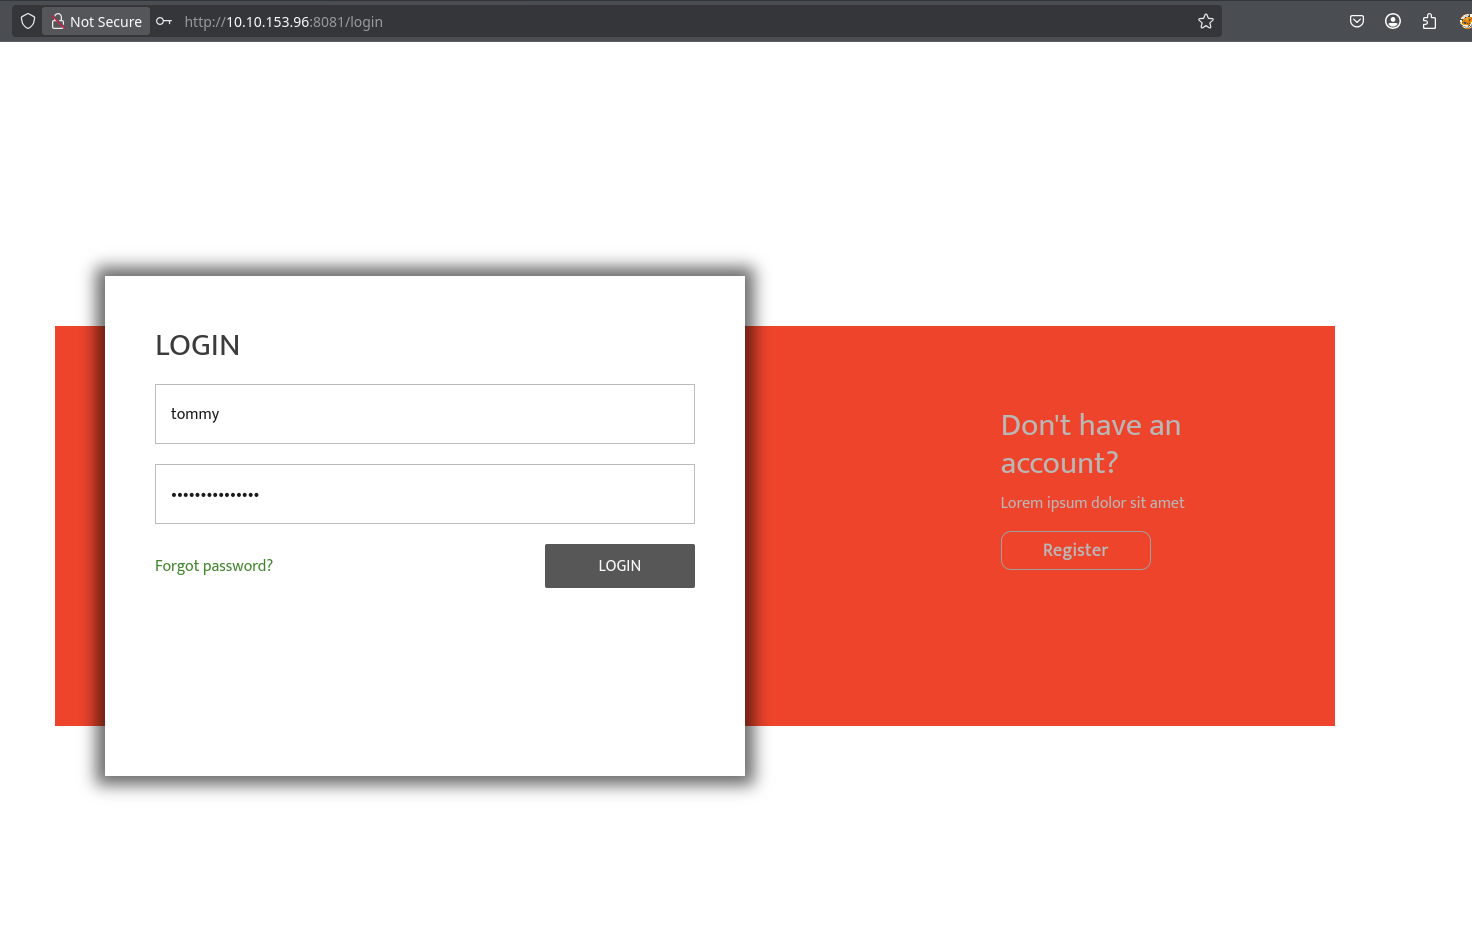 Not Secure
http://10.10.153.96:8081/login
LOGIN
tommy
•••••••••••••••
Forgot password?
LOGIN
Don't have an
account?
Lorem ipsum dolor sit amet
Register